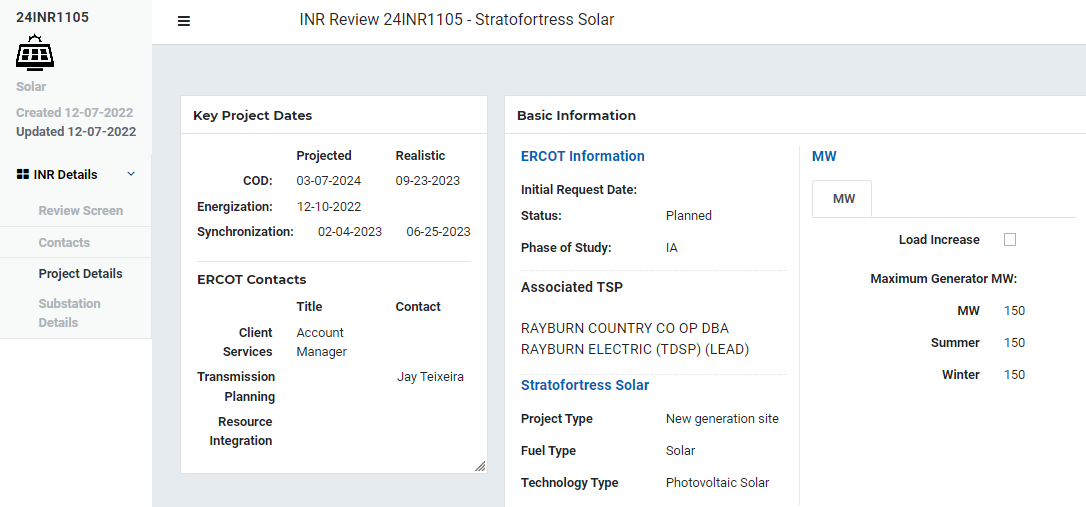 24INR1105
Solar
Created 12-07-2022
Updated 12-07-2022
INR Details
Review Screen
Contacts
Project Details
Substation
Details
INR Review 24INR1105 - Stratofortress Solar
Key Project Dates
Projected Realistic
COD: 03-07-2024 09-23-2023
Energization: 12-10-2022
Synchronization: 02-04-2023 06-25-2023
ERCOT Contacts
Title Contact
Client Account
Services Manager
Transmission Jay Teixeira
Planning
Resource
Integration
Basic Information
ERCOT Information
Initial Request Date:
Status: Planned
Phase of Study: IA
Associated TSP
RAYBURN COUNTRY CO OP DBA
RAYBURN ELECTRIC (TDSP) (LEAD)
Stratofortress Solar
Project Type New generation site
Fuel Type Solar
Technology Type Photovoltaic Solar
MW
MW
Load Increase
Maximum Generator MW:
MW 150
Summer 150
Winter 150